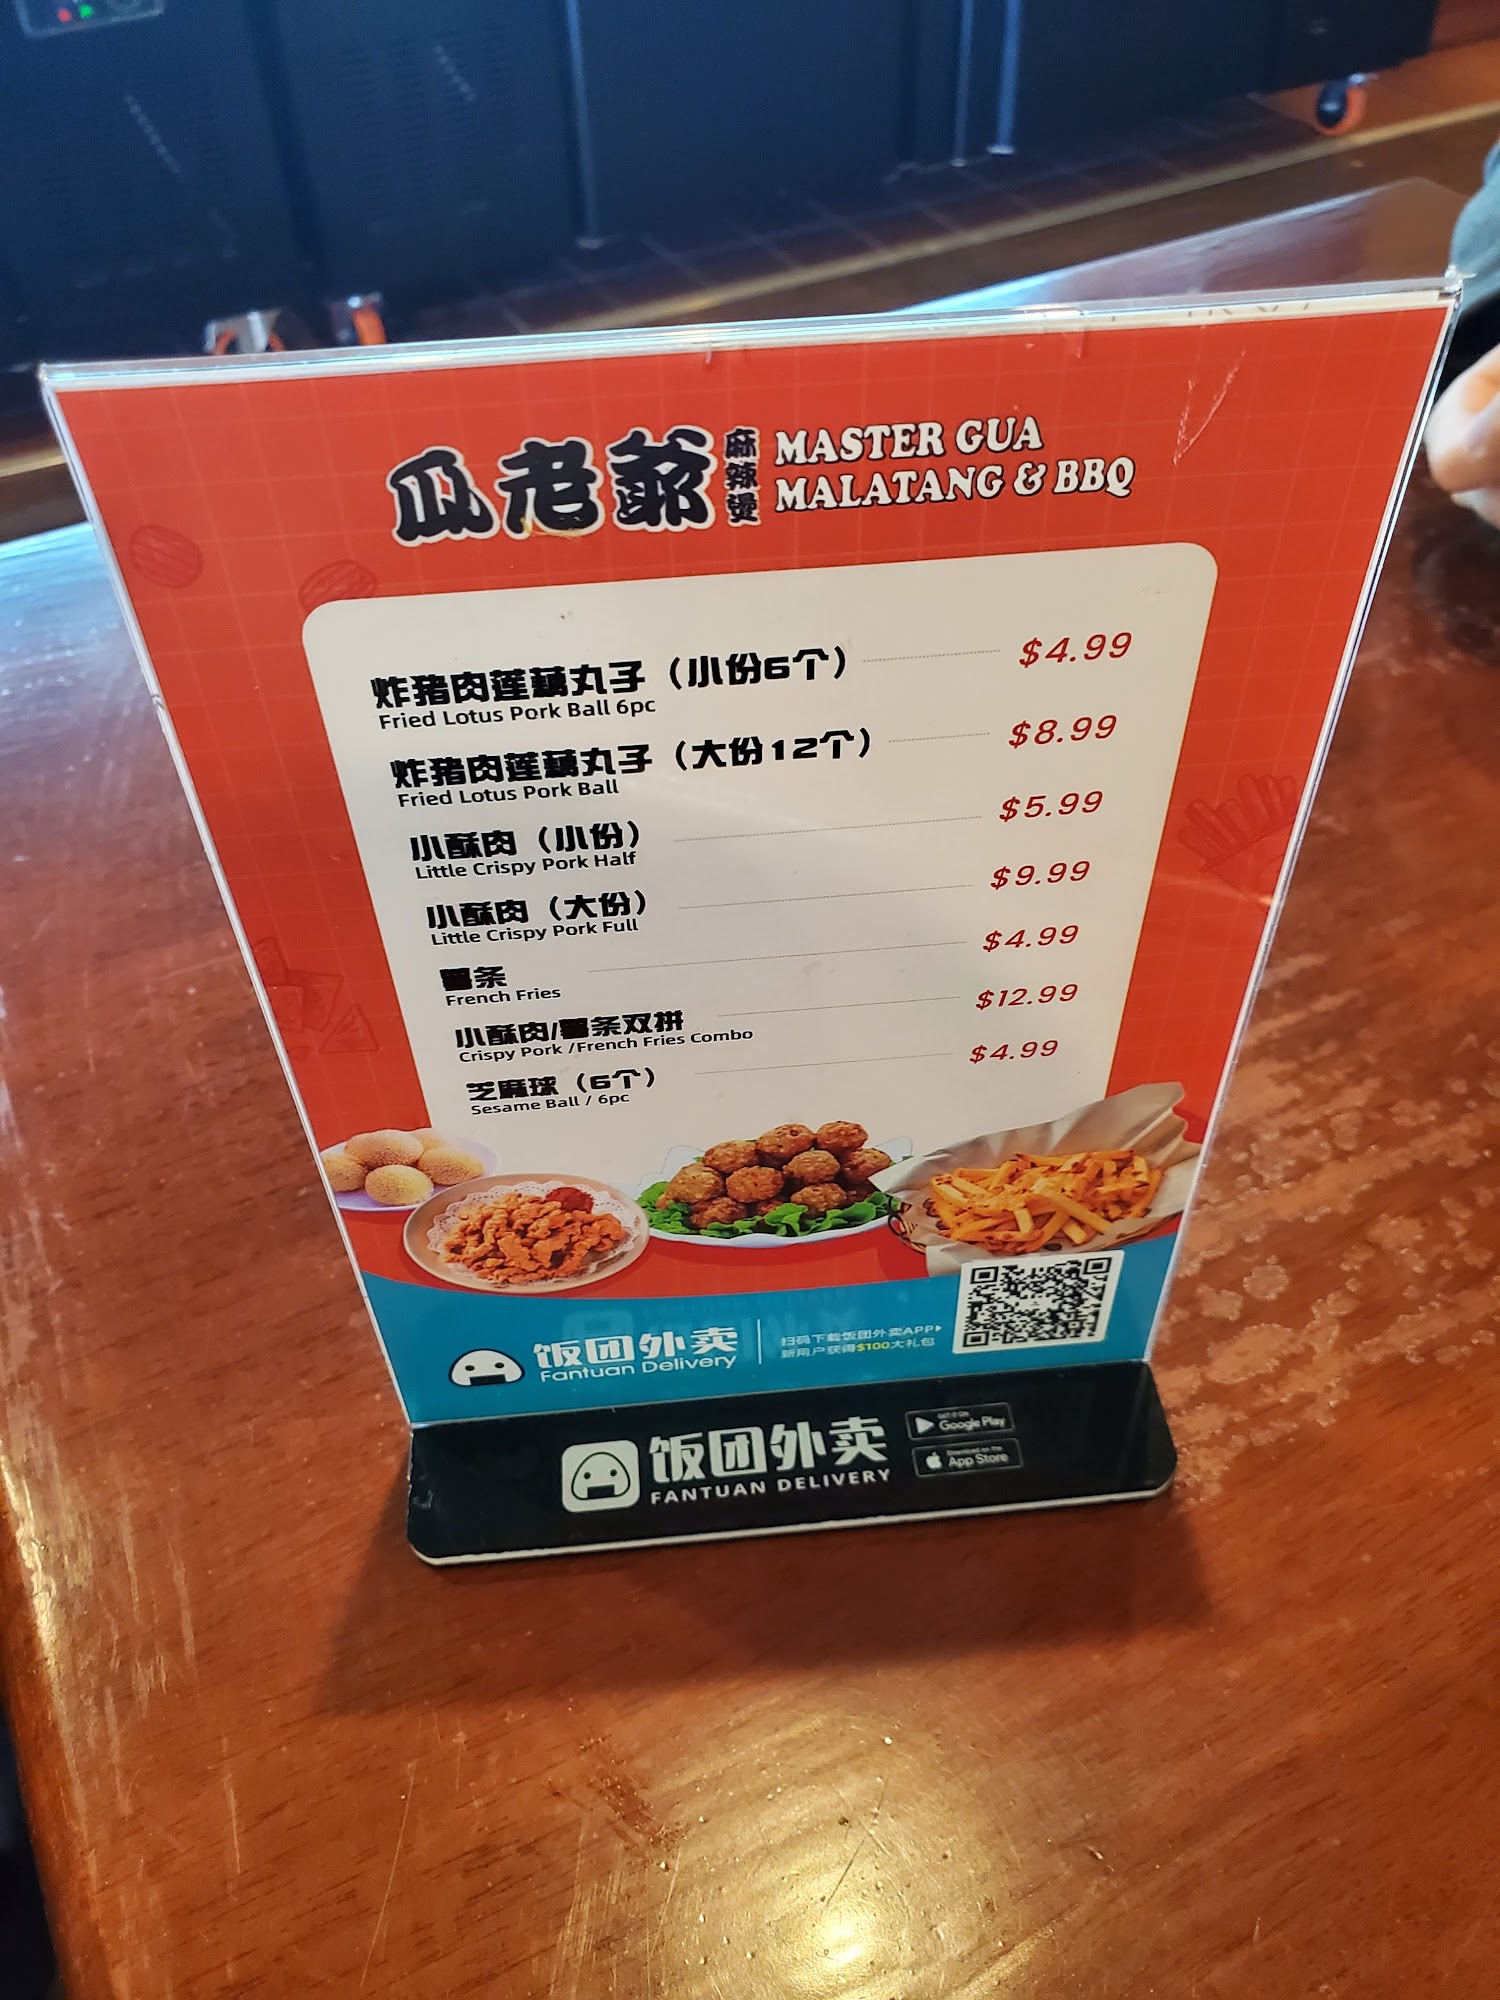 瓜老爺
麻辣燙
MASTER GUA
MALATANG & BBQ
炸猪肉莲藕丸子（小份6个） $4.99
Fried Lotus Pork Ball 6pc
炸猪肉莲藕丸子（大份12个） $8.99
Fried Lotus Pork Ball
小酥肉（小份） $5.99
Little Crispy Pork Half
小酥肉（大份） $9.99
Little Crispy Pork Full
薯条 $4.99
French Fries
小酥肉/薯条双拼 $12.99
Crispy Pork /French Fries Combo
芝麻球（6个） $4.99
Sesame Ball / 6pc
饭团外卖
Fantuan Delivery
扫码下载饭团外卖APP
新用户获得$100大礼包
饭团外卖
FANTUAN DELIVERY
GET IT ON
Google Play
Download on the
App Store